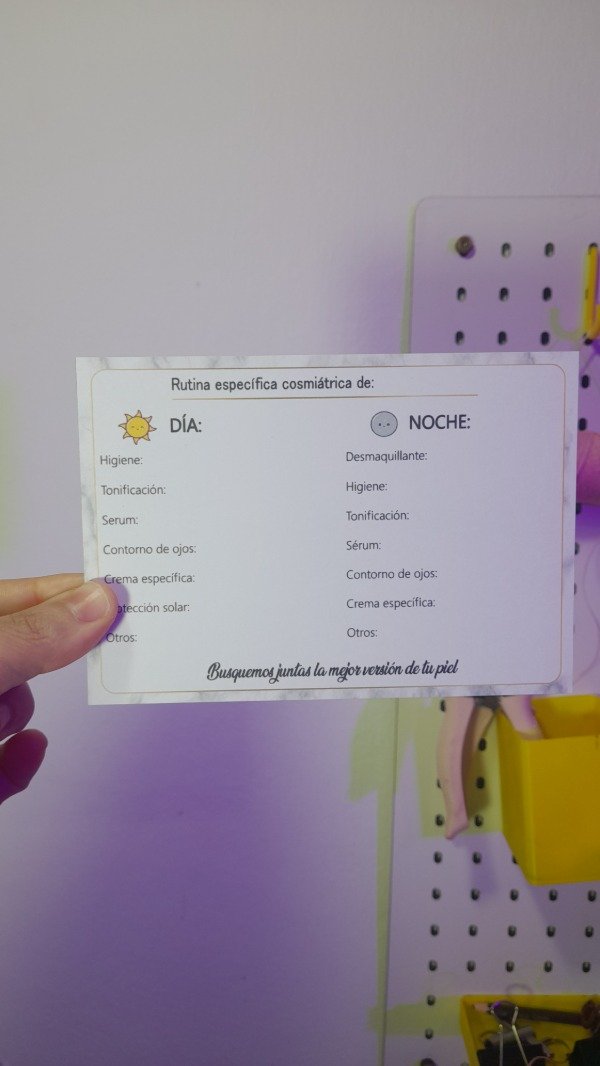 Rutina específica cosmiátrica de:
DÍA:
Higiene:
Tonificación:
Serum:
Contorno de ojos:
Crema específica:
solar:
Otros:
NOCHE:
Desmaquillante:
Higiene:
Tonificación:
Sérum:
Contorno de ojos:
Crema específica:
Otros:
Busquemos juntas la mejor versión de tu piel